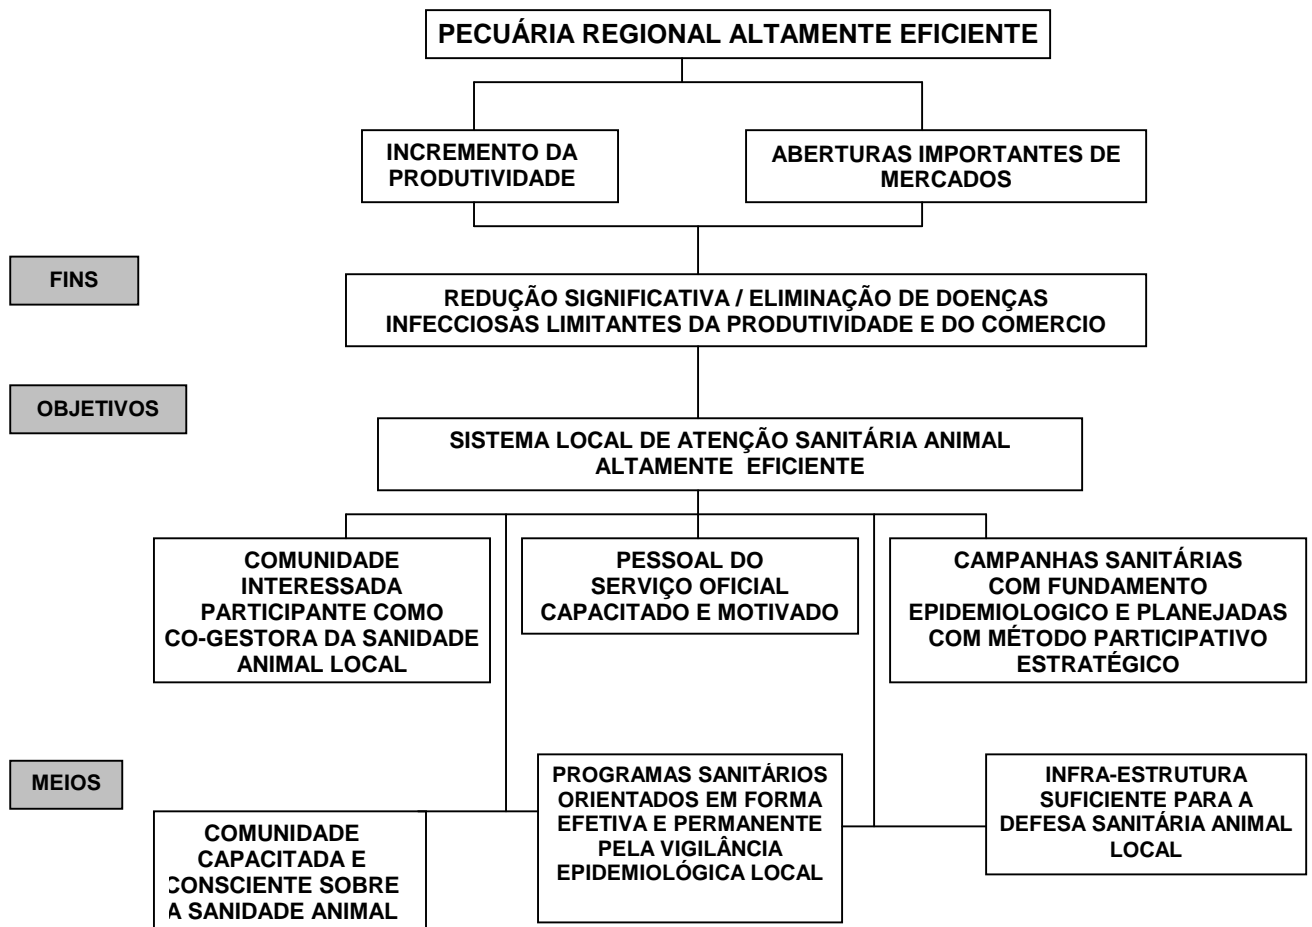 PECUÁRIA REGIONAL ALTAMENTE EFICIENTE
INCREMENTO DA
PRODUTIVIDADE
ABERTURAS IMPORTANTES DE
MERCADOS
FINS
REDUÇÃO SIGNIFICATIVA / ELIMINAÇÃO DE DOENÇAS
INFECCIOSAS LIMITANTES DA PRODUTIVIDADE E DO COMERCIO
OBJETIVOS
SISTEMA LOCAL DE ATENÇÃO SANITÁRIA ANIMAL
ALTAMENTE EFICIENTE
COMUNIDADE
INTERESSADA
PARTICIPANTE COMO
CO-GESTORA DA SANIDADE
ANIMAL LOCAL
PESSOAL DO
SERVIÇO OFICIAL
CAPACITADO E MOTIVADO
CAMPANHAS SANITÁRIAS
COM FUNDAMENTO
EPIDEMIOLOGICO E PLANEJADAS
COM MÉTODO PARTICIPATIVO
ESTRATÉGICO
MEIOS
COMUNIDADE
CAPACITADA E
CONSCIENTE SOBRE
A SANIDADE ANIMAL
PROGRAMAS SANITÁRIOS
ORIENTADOS EM FORMA
EFETIVA E PERMANENTE
PELA VIGILÂNCIA
EPIDEMIOLÓGICA LOCAL
INFRA-ESTRUTURA
SUFICIENTE PARA A
DEFESA SANITÁRIA ANIMAL
LOCAL